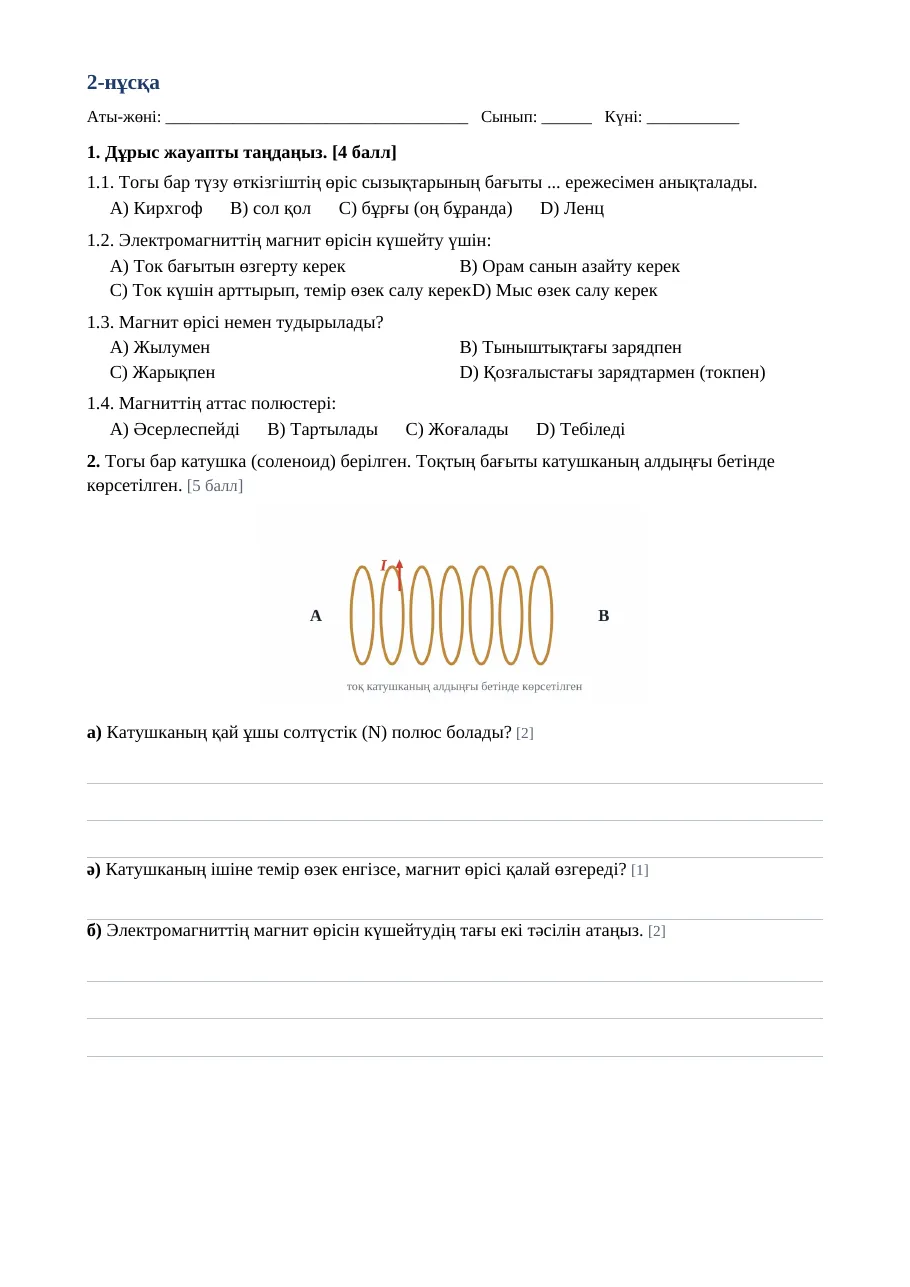 2-нұсқа
Аты-жөні: ____________________________________ Сынып: ______ Күні: ___________
1. Дұрыс жауапты таңдаңыз. [4 балл]
1.1. Тогы бар түзу өткізгіштің өріс сызықтарының бағыты ... ережесімен анықталады.
A) Кирхгоф B) сол қол C) бұрғы (оң бұранда) D) Ленц
1.2. Электромагниттің магнит өрісін күшейту үшін:
A) Ток бағытын өзгерту керек B) Орам санын азайту керек
C) Ток күшін арттырып, темір өзек салу керекD) Мыс өзек салу керек
1.3. Магнит өрісі немен тудырылады?
A) Жылумен B) Тыныштықтағы зарядпен
C) Жарықпен D) Қозғалыстағы зарядтармен (токпен)
1.4. Магниттің аттас полюстері:
A) Әсерлеспейді B) Тартылады C) Жоғалады D) Тебіледі
2. Тогы бар катушка (соленоид) берілген. Тоқтың бағыты катушканың алдыңғы бетінде
көрсетілген. [5 балл]
I
A B
тоқ катушканың алдыңғы бетінде көрсетілген
а) Катушканың қай ұшы солтүстік (N) полюс болады? [2]
ә) Катушканың ішіне темір өзек енгізсе, магнит өрісі қалай өзгереді? [1]
б) Электромагниттің магнит өрісін күшейтудің тағы екі тәсілін атаңыз. [2]